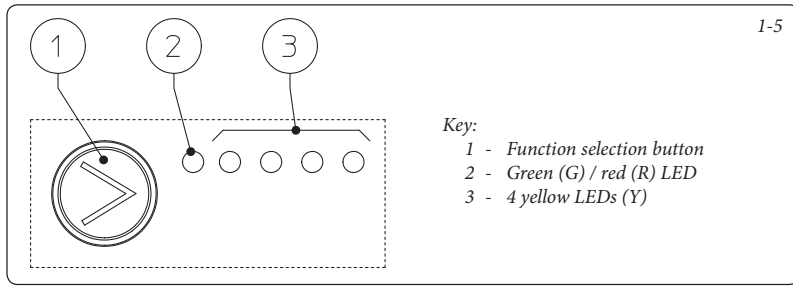 1-5
1 2 3
Key:
1 - Function selection button
2 - Green (G) / red (R) LED
3 - 4 yellow LEDs (Y)